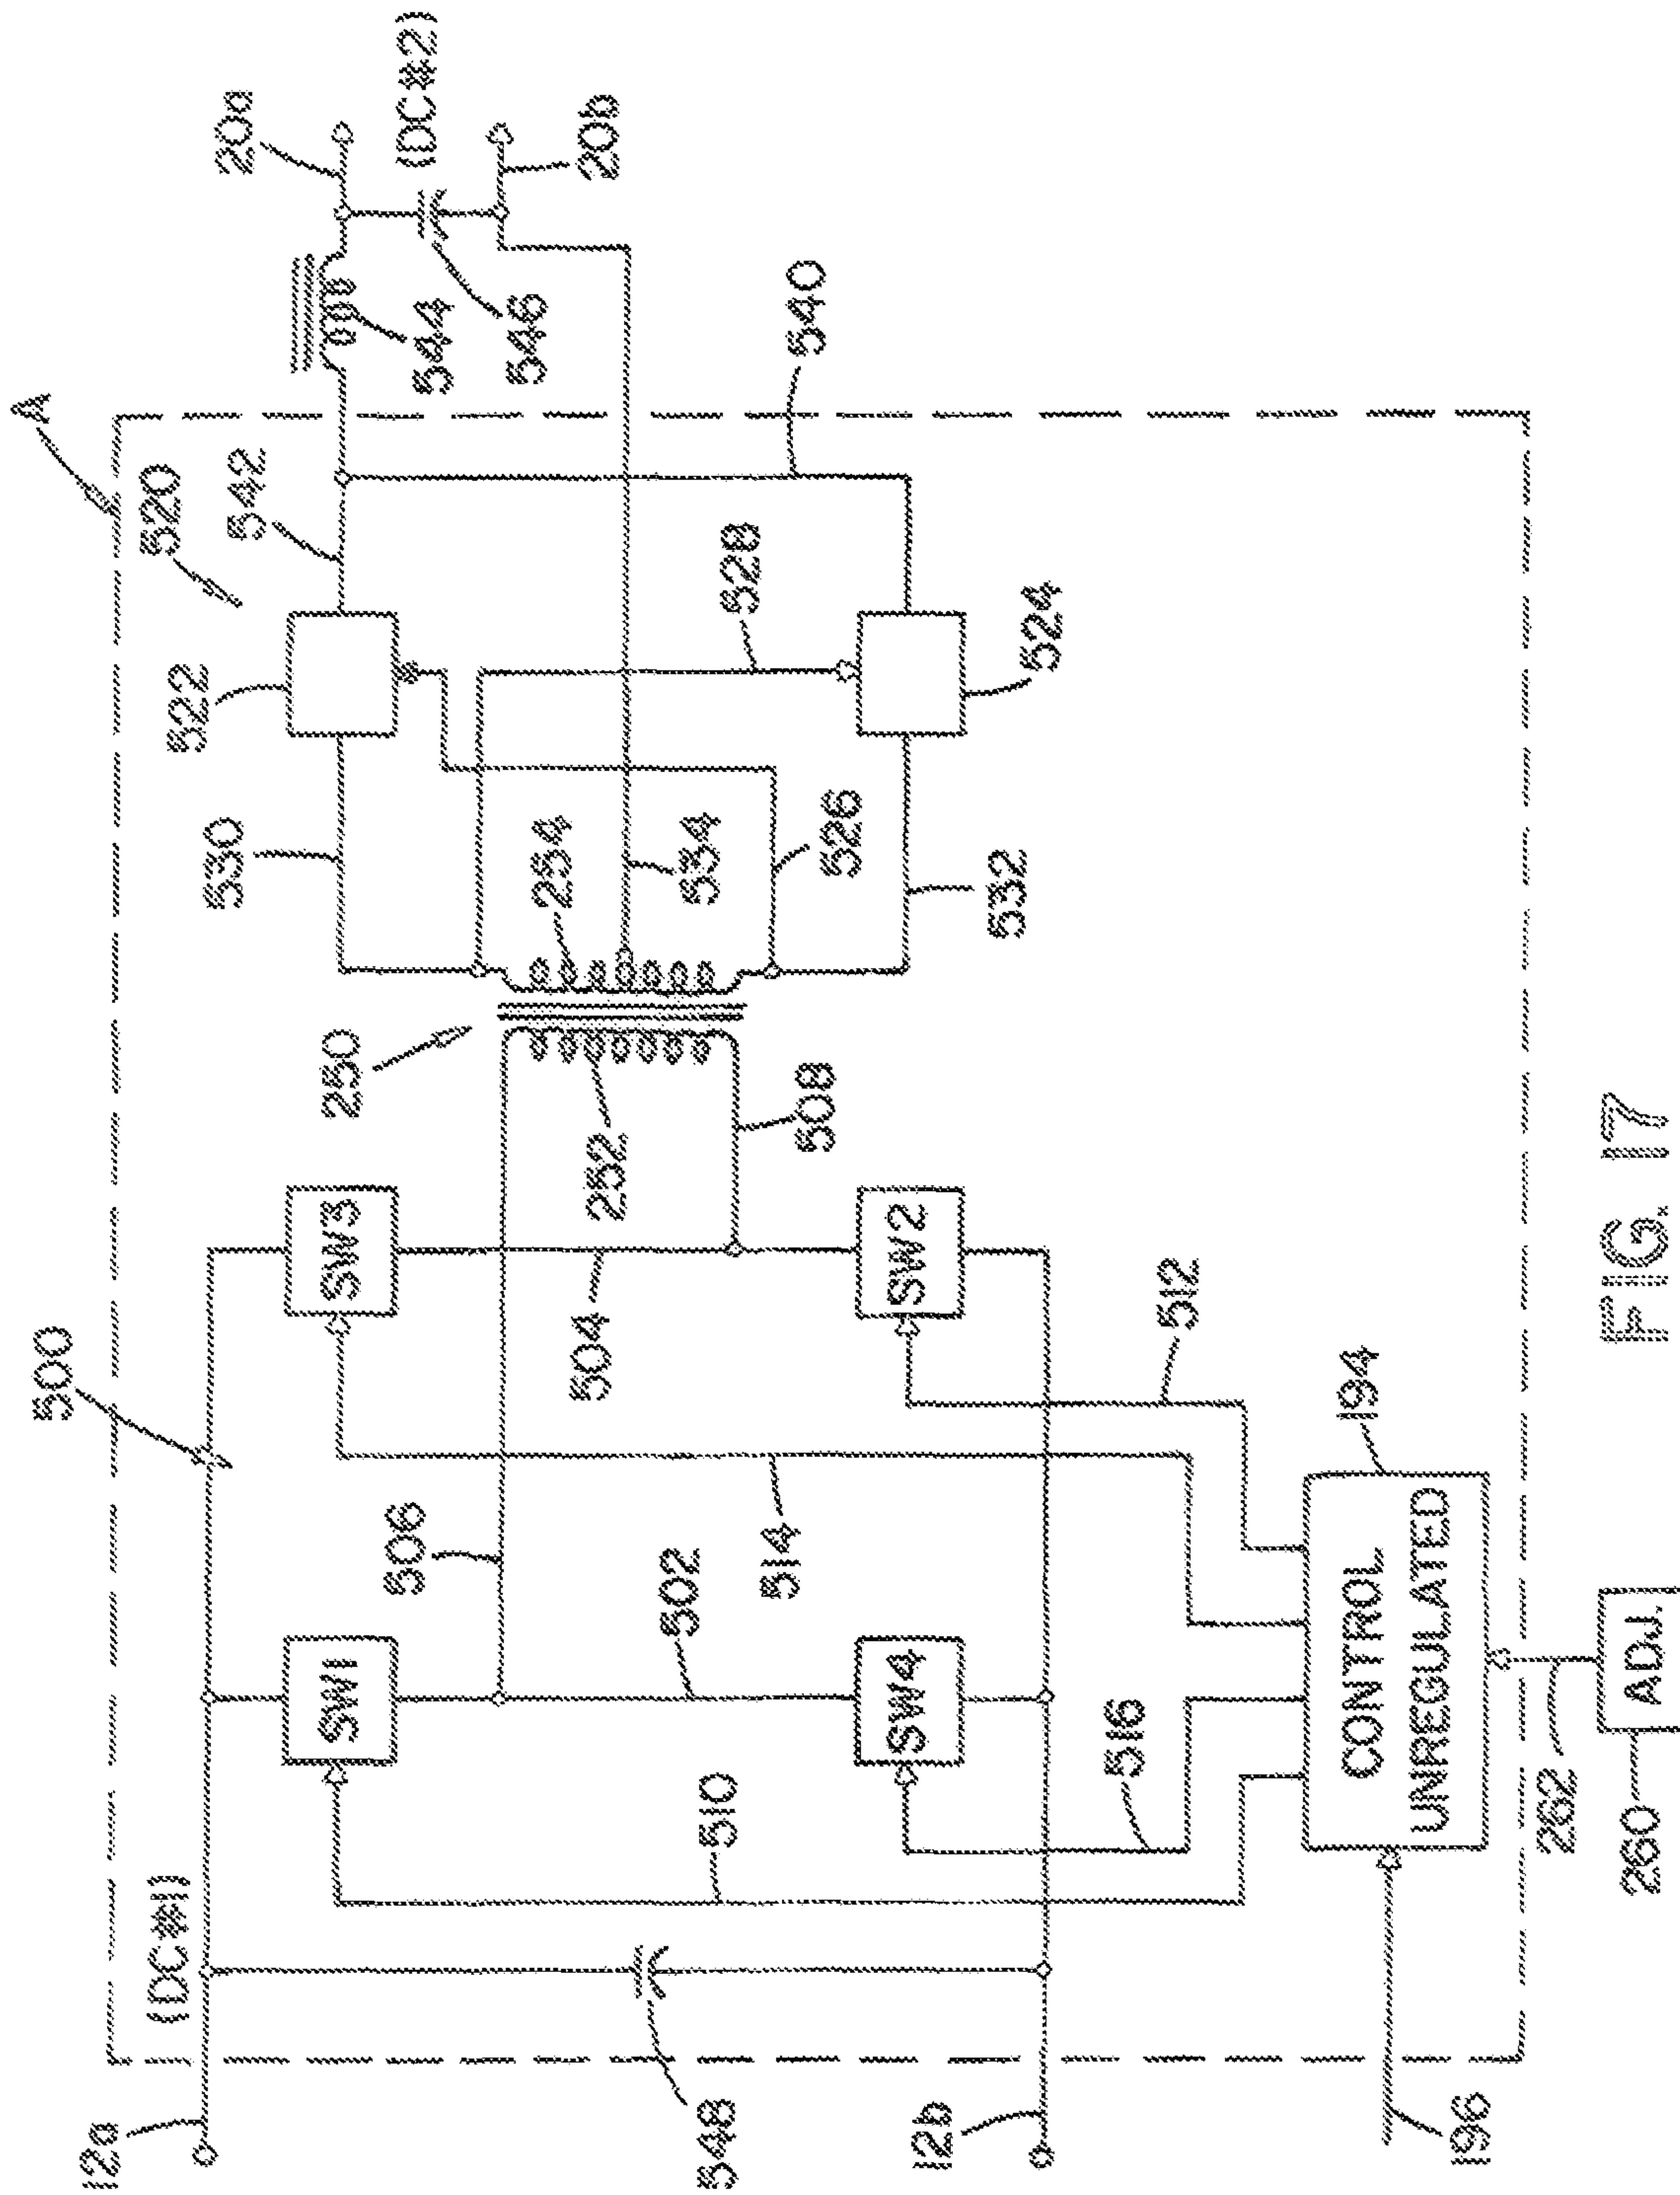 A
500
520
522
542
530
20a
(DC#2)
20b
544
546
540
528
524
12a
(DC#1)
SW1
SW3
250
254
534
526
532
506
502
504
252
508
548
510
514
SW4
SW2
516
512
12b
196
CONTROL
UNREGULATED
194
262
260
ADJ.
FIG. 17